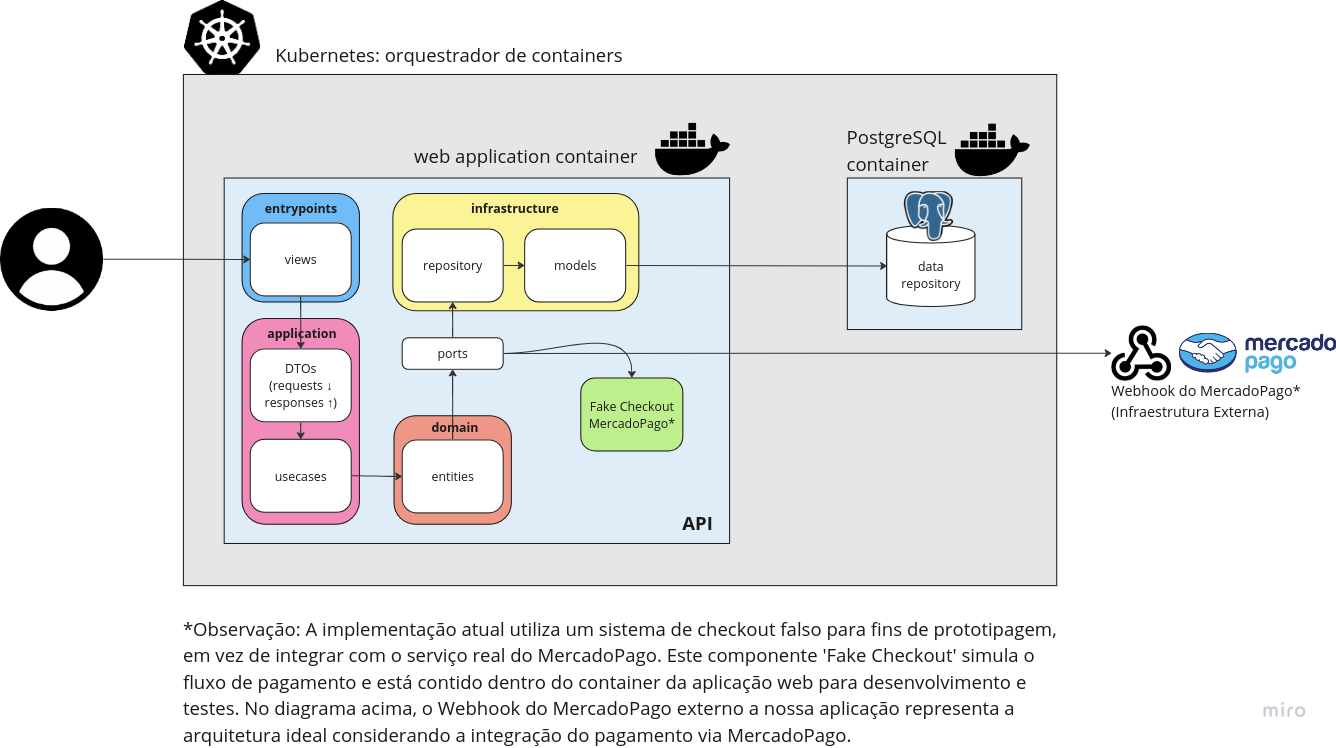 Kubernetes: orquestrador de containers
web application container
PostgreSQL
container
entrypoints
views
infrastructure
repository
models
data
repository
application
DTOs
(requests ↓
responses ↑)
usecases
ports
domain
entities
Fake Checkout
MercadoPago*
API
mercado
pago
Webhook do MercadoPago*
(Infraestrutura Externa)
*Observação: A implementação atual utiliza um sistema de checkout falso para fins de prototipagem,
em vez de integrar com o serviço real do MercadoPago. Este componente 'Fake Checkout' simula o
fluxo de pagamento e está contido dentro do container da aplicação web para desenvolvimento e
testes. No diagrama acima, o Webhook do MercadoPago externo a nossa aplicação representa a
arquitetura ideal considerando a integração do pagamento via MercadoPago.
miro